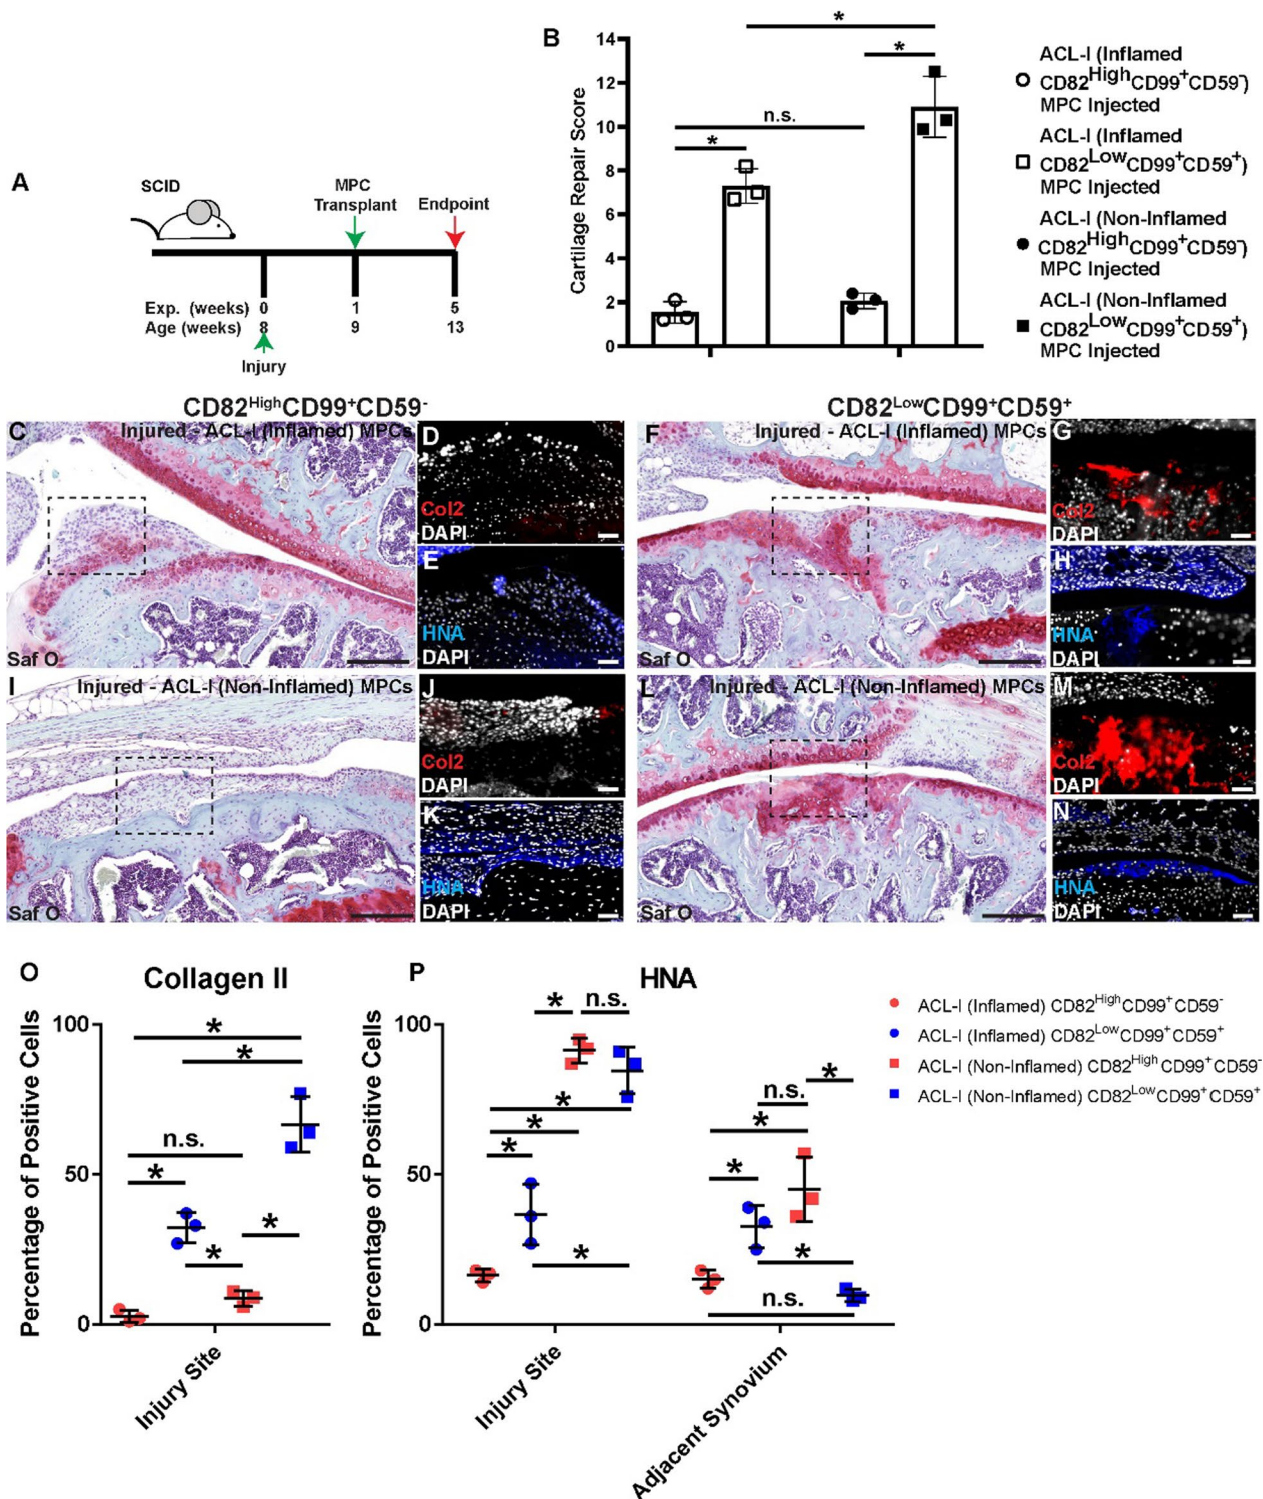 A
SCID
MPC
Transplant
Endpoint
Exp. (weeks) 0 1 5
Age (weeks) 8 9 13
Injury
B
Cartilage Repair Score
14
12
10
8
6
4
2
0
*
*
n.s.
*
ACL-I (Inflamed
CD82HighCD99+CD59-)
MPC Injected
ACL-I (Inflamed
CD82LowCD99+CD59+)
MPC Injected
ACL-I (Non-Inflamed
CD82HighCD99+CD59-)
MPC Injected
ACL-I (Non-Inflamed
CD82LowCD99+CD59+)
MPC Injected
CD82HighCD99+CD59-
CD82LowCD99+CD59+
C
Injured - ACL-I (Inflamed) MPCs
Saf O
D
Col2
DAPI
E
HNA
DAPI
F
Injured - ACL-I (Inflamed) MPCs
Saf O
G
Col2
DAPI
H
HNA
DAPI
I
Injured - ACL-I (Non-Inflamed) MPCs
Saf O
J
Col2
DAPI
K
HNA
DAPI
L
Injured - ACL-I (Non-Inflamed) MPCs
Saf O
M
Col2
DAPI
N
HNA
DAPI
O
Collagen II
Percentage of Positive Cells
100
50
0
*
*
n.s.
*
*
*
Injury Site
P
HNA
Percentage of Positive Cells
100
50
0
* n.s.
*
*
*
*
Injury Site
*
n.s.
*
*
*
n.s.
Adjacent Synovium
ACL-I (Inflamed) CD82HighCD99+CD59-
ACL-I (Inflamed) CD82LowCD99+CD59+
ACL-I (Non-Inflamed) CD82HighCD99+CD59-
ACL-I (Non-Inflamed) CD82LowCD99+CD59+